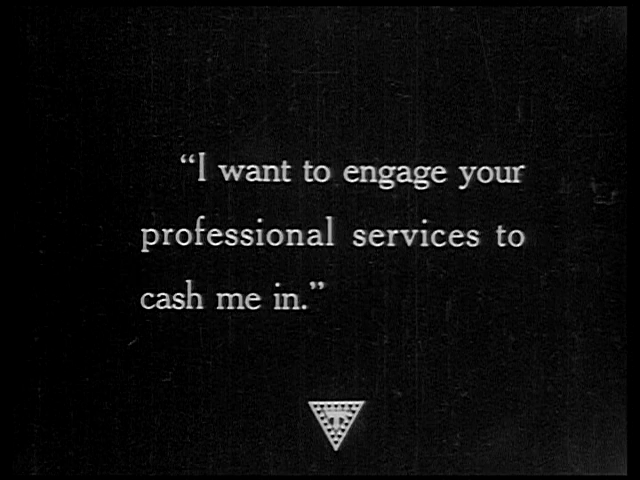 “I want to engage your
professional services to
cash me in.”